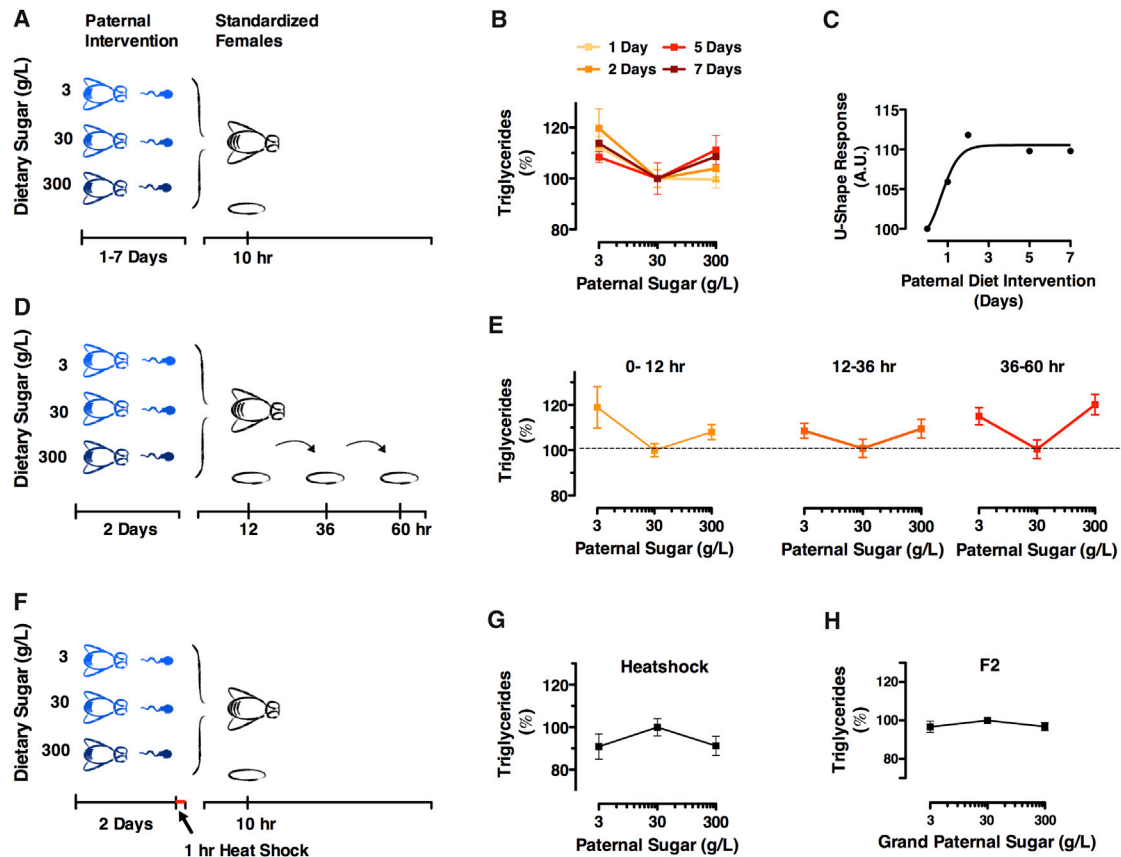 A
Paternal
Intervention
Standardized
Females
Dietary Sugar (g/L)
3
30
300
1-7 Days
10 hr
B
1 Day
5 Days
2 Days
7 Days
Triglycerides
(%)
120
100
80
3
30
300
Paternal Sugar (g/L)
C
U-Shape Response
(A.U.)
115
110
105
100
1
3
5
7
Paternal Diet Intervention
(Days)
D
Dietary Sugar (g/L)
3
30
300
2 Days
12
36
60 hr
E
0- 12 hr
12-36 hr
36-60 hr
Triglycerides
(%)
120
100
80
3
30
300
3
30
300
3
30
300
Paternal Sugar (g/L)
Paternal Sugar (g/L)
Paternal Sugar (g/L)
F
Dietary Sugar (g/L)
3
30
300
2 Days
10 hr
1 hr Heat Shock
G
Heatshock
Triglycerides
(%)
120
100
80
3
30
300
Paternal Sugar (g/L)
H
F2
Triglycerides
(%)
120
100
80
3
30
300
Grand Paternal Sugar (g/L)